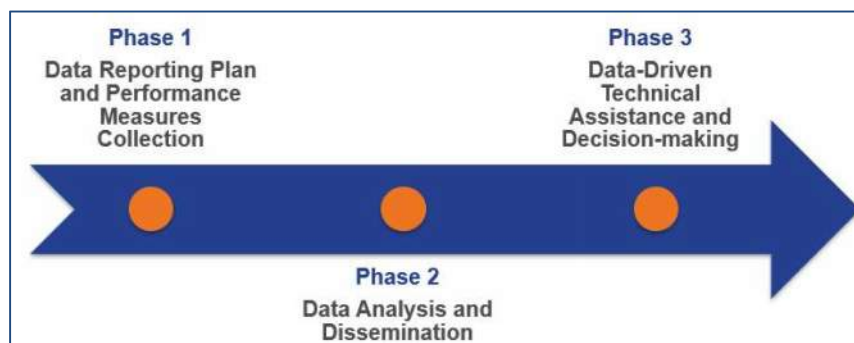 Phase 1
Data Reporting Plan
and Performance
Measures
Collection
Phase 2
Data Analysis and
Dissemination
Phase 3
Data-Driven
Technical
Assistance and
Decision-making